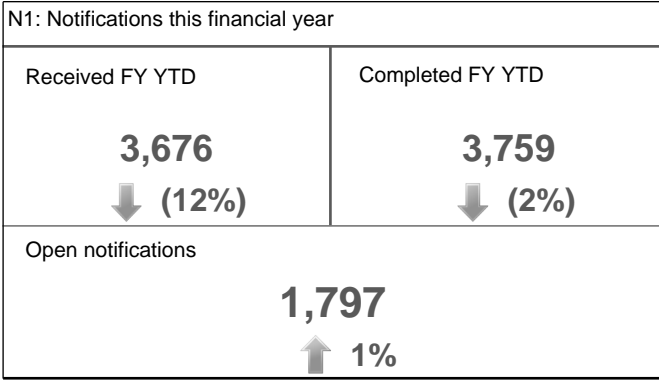 N1: Notifications this financial year
Received FY YTD
3,676
(12%)
Completed FY YTD
3,759
(2%)
Open notifications
1,797
1%